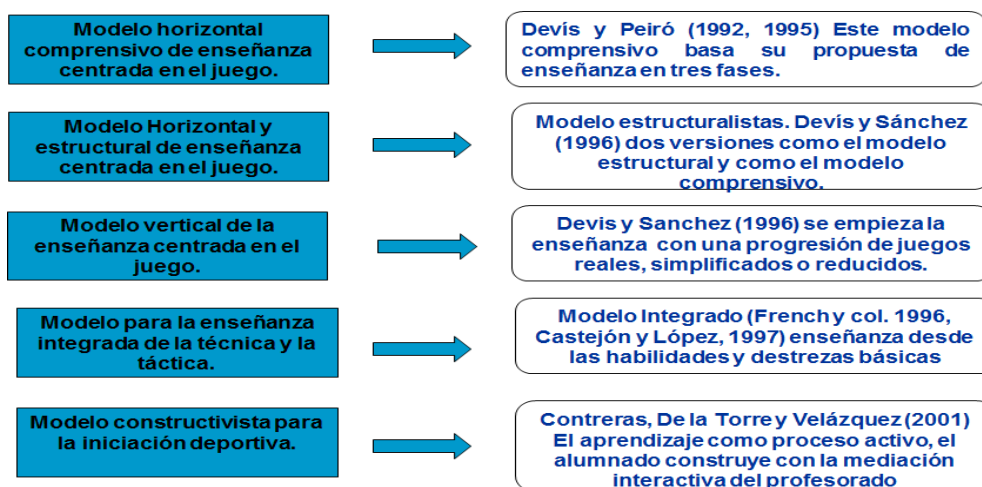 Modelo horizontal
comprensivo de enseñanza
centrada en el juego.
Devís y Peiró (1992, 1995) Este modelo
comprensivo basa su propuesta de
enseñanza en tres fases.
Modelo Horizontal y
estructural de enseñanza
centrada en el juego.
Modelo estructuralistas. Devís y Sánchez
(1996) dos versiones como el modelo
estructural y como el modelo
comprensivo.
Modelo vertical de la
enseñanza centrada en el
juego.
Devis y Sanchez (1996) se empieza la
enseñanza con una progresión de juegos
reales, simplificados o reducidos.
Modelo para la enseñanza
integrada de la técnica y la
táctica.
Modelo Integrado (French y col. 1996,
Castejón y López, 1997) enseñanza desde
las habilidades y destrezas básicas
Modelo constructivista para
la iniciación deportiva.
Contreras, De la Torre y Velázquez (2001)
El aprendizaje como proceso activo, el
alumnado construye con la mediación
interactiva del profesorado